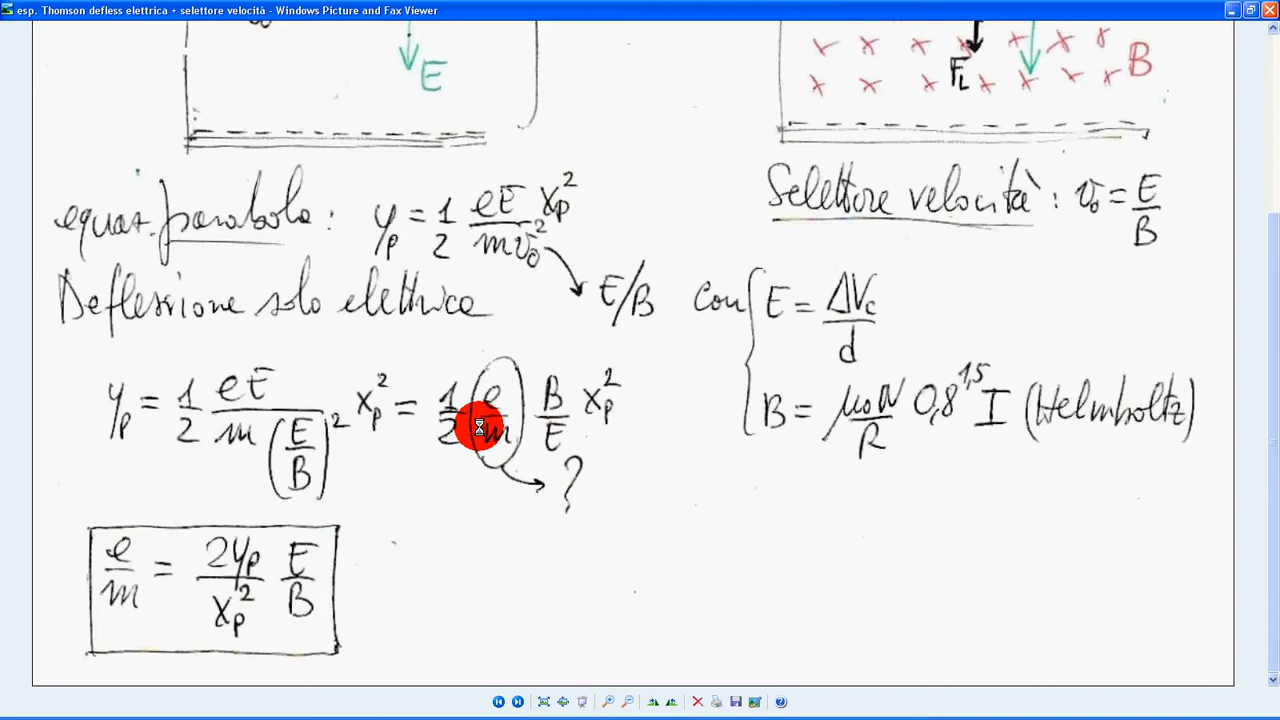 esp. Thomson defless elettrica + selettore velocità - Windows Picture and Fax Viewer
E
F_L
B
equaz. parabola: y_p = 1/2 eE/(m v_0^2) x_p^2
Selettore velocità: v_0 = E/B
Deflessione solo elettrica
E/B con { E = ΔV_c/d
y_p = 1/2 eE/(m (E/B)^2) x_p^2 = 1/2 (e/m) B/E x_p^2
B = μ_0 N/R 0,8^1,5 I (Helmholtz)
?
e/m = 2y_p/x_p^2 E/B